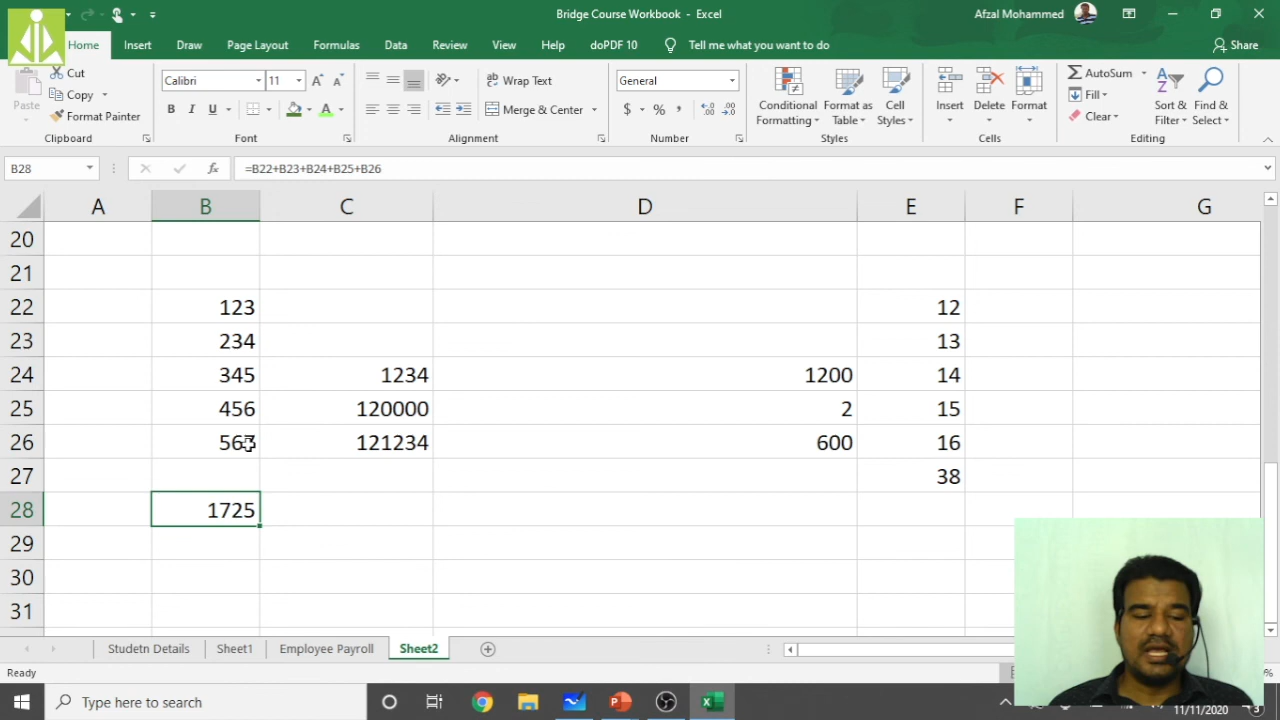 Bridge Course Workbook - Excel
Afzal Mohammed
Home Insert Draw Page Layout Formulas Data Review View Help doPDF 10 Tell me what you want to do Share
Paste
Cut
Copy
Format Painter
Clipboard
Calibri 11
B I U
Font
Wrap Text
Merge & Center
Alignment
General
$ % ,
Number
Conditional Formatting
Format as Table
Cell Styles
Styles
Insert Delete Format
Cells
AutoSum
Fill
Clear
Sort & Filter
Find & Select
Editing
B28 fx =B22+B23+B24+B25+B26
A B C D E F G
20
21
22 123 12
23 234 13
24 345 1234 1200 14
25 456 120000 2 15
26 567 121234 600 16
27 38
28 1725
29
30
31
Studetn Details Sheet1 Employee Payroll Sheet2
Ready
Type here to search
11/11/2020